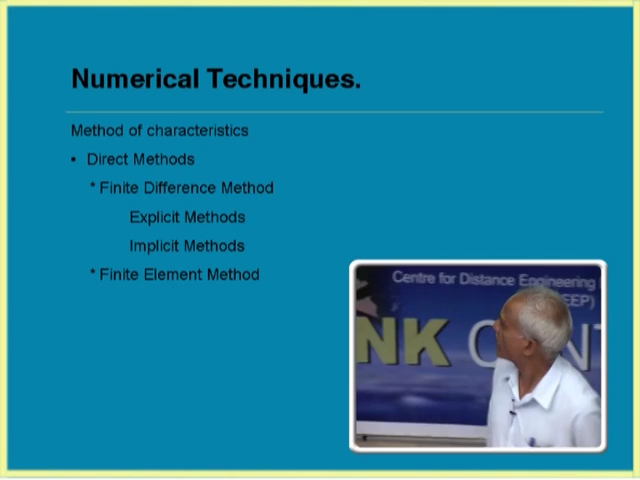 Numerical Techniques.
Method of characteristics
• Direct Methods
* Finite Difference Method
Explicit Methods
Implicit Methods
* Finite Element Method
Centre for Distance Engineering
EEP)
NK CENT